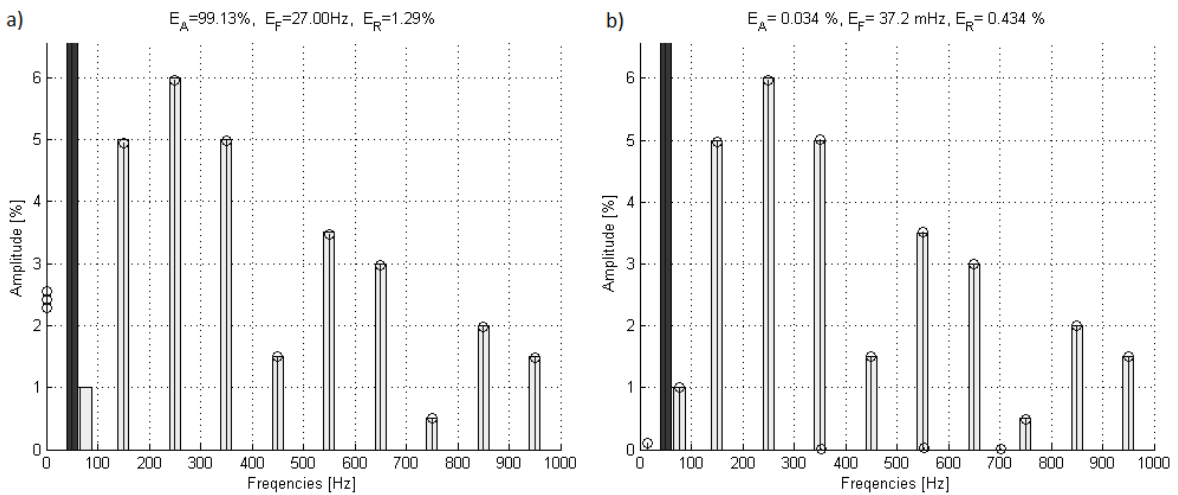 a)
E_A=99.13%, E_F=27.00Hz, E_R=1.29%
6
5
4
3
2
1
0
Amplitude [%]
0 100 200 300 400 500 600 700 800 900 1000
Freqencies [Hz]
b)
E_A= 0.034 %, E_F= 37.2 mHz, E_R= 0.434 %
6
5
4
3
2
1
0
Amplitude [%]
0 100 200 300 400 500 600 700 800 900 1000
Freqencies [Hz]